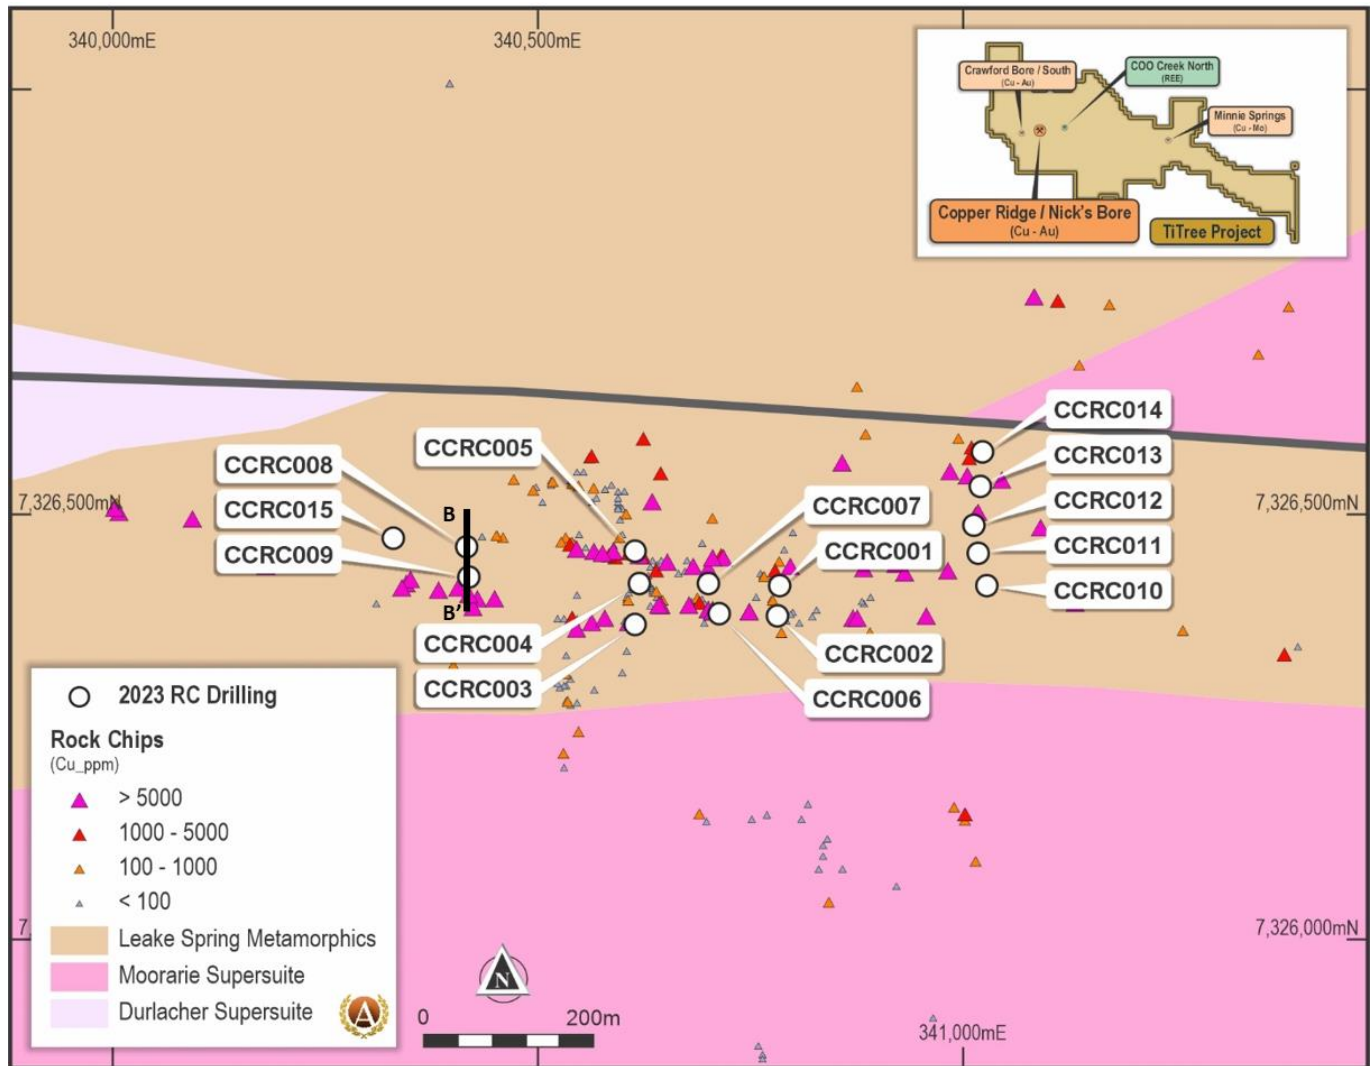 340,000mE
340,500mE
Crawford Bore / South
(Cu - Au)
COO Creek North
(REE)
Minnie Springs
(Cu - Mo)
Copper Ridge / Nick's Bore
(Cu - Au)
TiTree Project
CCRC014
CCRC005
CCRC008
CCRC013
7,326,500mN
CCRC015
CCRC007
CCRC012
7,326,500mN
B
CCRC009
CCRC001
CCRC011
CCRC010
B'
CCRC004
CCRC002
CCRC003
CCRC006
2023 RC Drilling
Rock Chips
(Cu_ppm)
> 5000
1000 - 5000
100 - 1000
< 100
7,
7,326,000mN
Leake Spring Metamorphics
Moorarie Supersuite
Durlacher Supersuite
A
N
0 200m
341,000mE